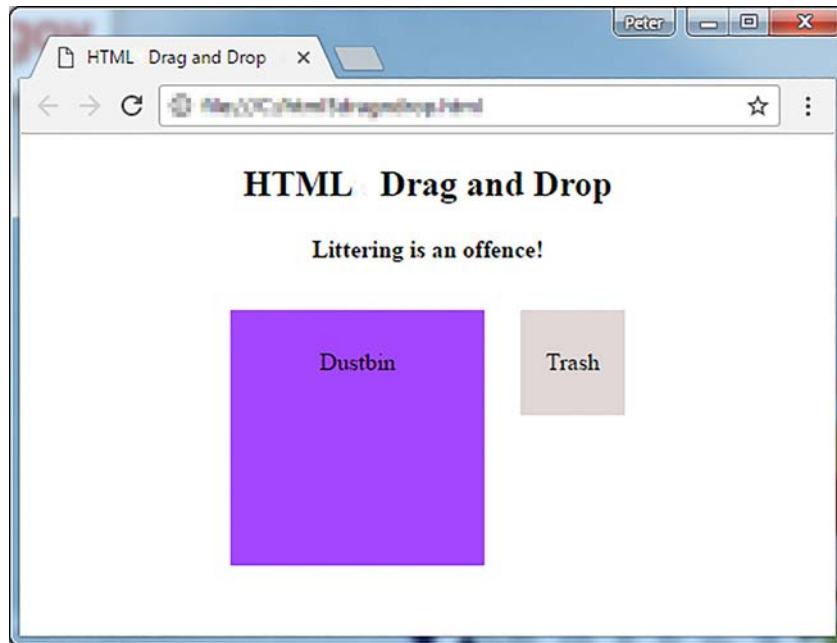 Peter
HTML Drag and Drop
HTML Drag and Drop
Littering is an offence!
Dustbin Trash